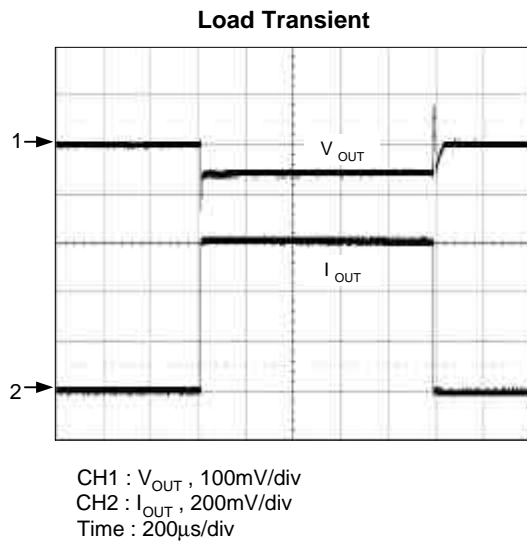 Load Transient
1
V OUT
I OUT
2
CH1 : VOUT , 100mV/div
CH2 : IOUT , 200mV/div
Time : 200μs/div